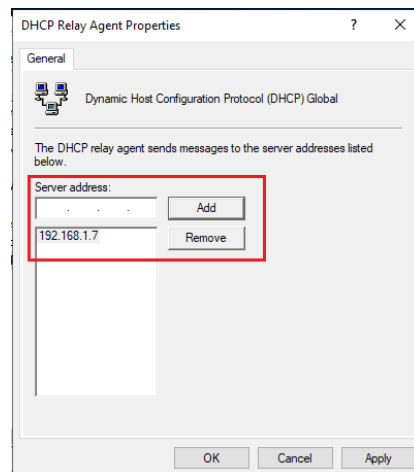 DHCP Relay Agent Properties
General
Dynamic Host Configuration Protocol (DHCP) Global
The DHCP relay agent sends messages to the server addresses listed
below.
Server address:
. . .
Add
192.168.1.7
Remove
OK
Cancel
Apply